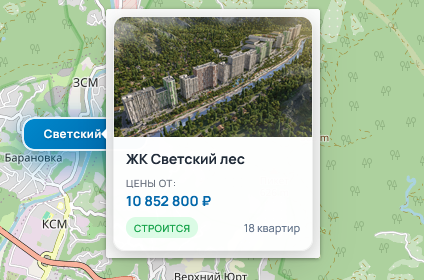 ЗСМ
Светский
Барановка
КСМ
Верхний Юрт
ЖК Светский лес
ЦЕНЫ ОТ:
10 852 800 ₽
СТРОИТСЯ
18 квартир